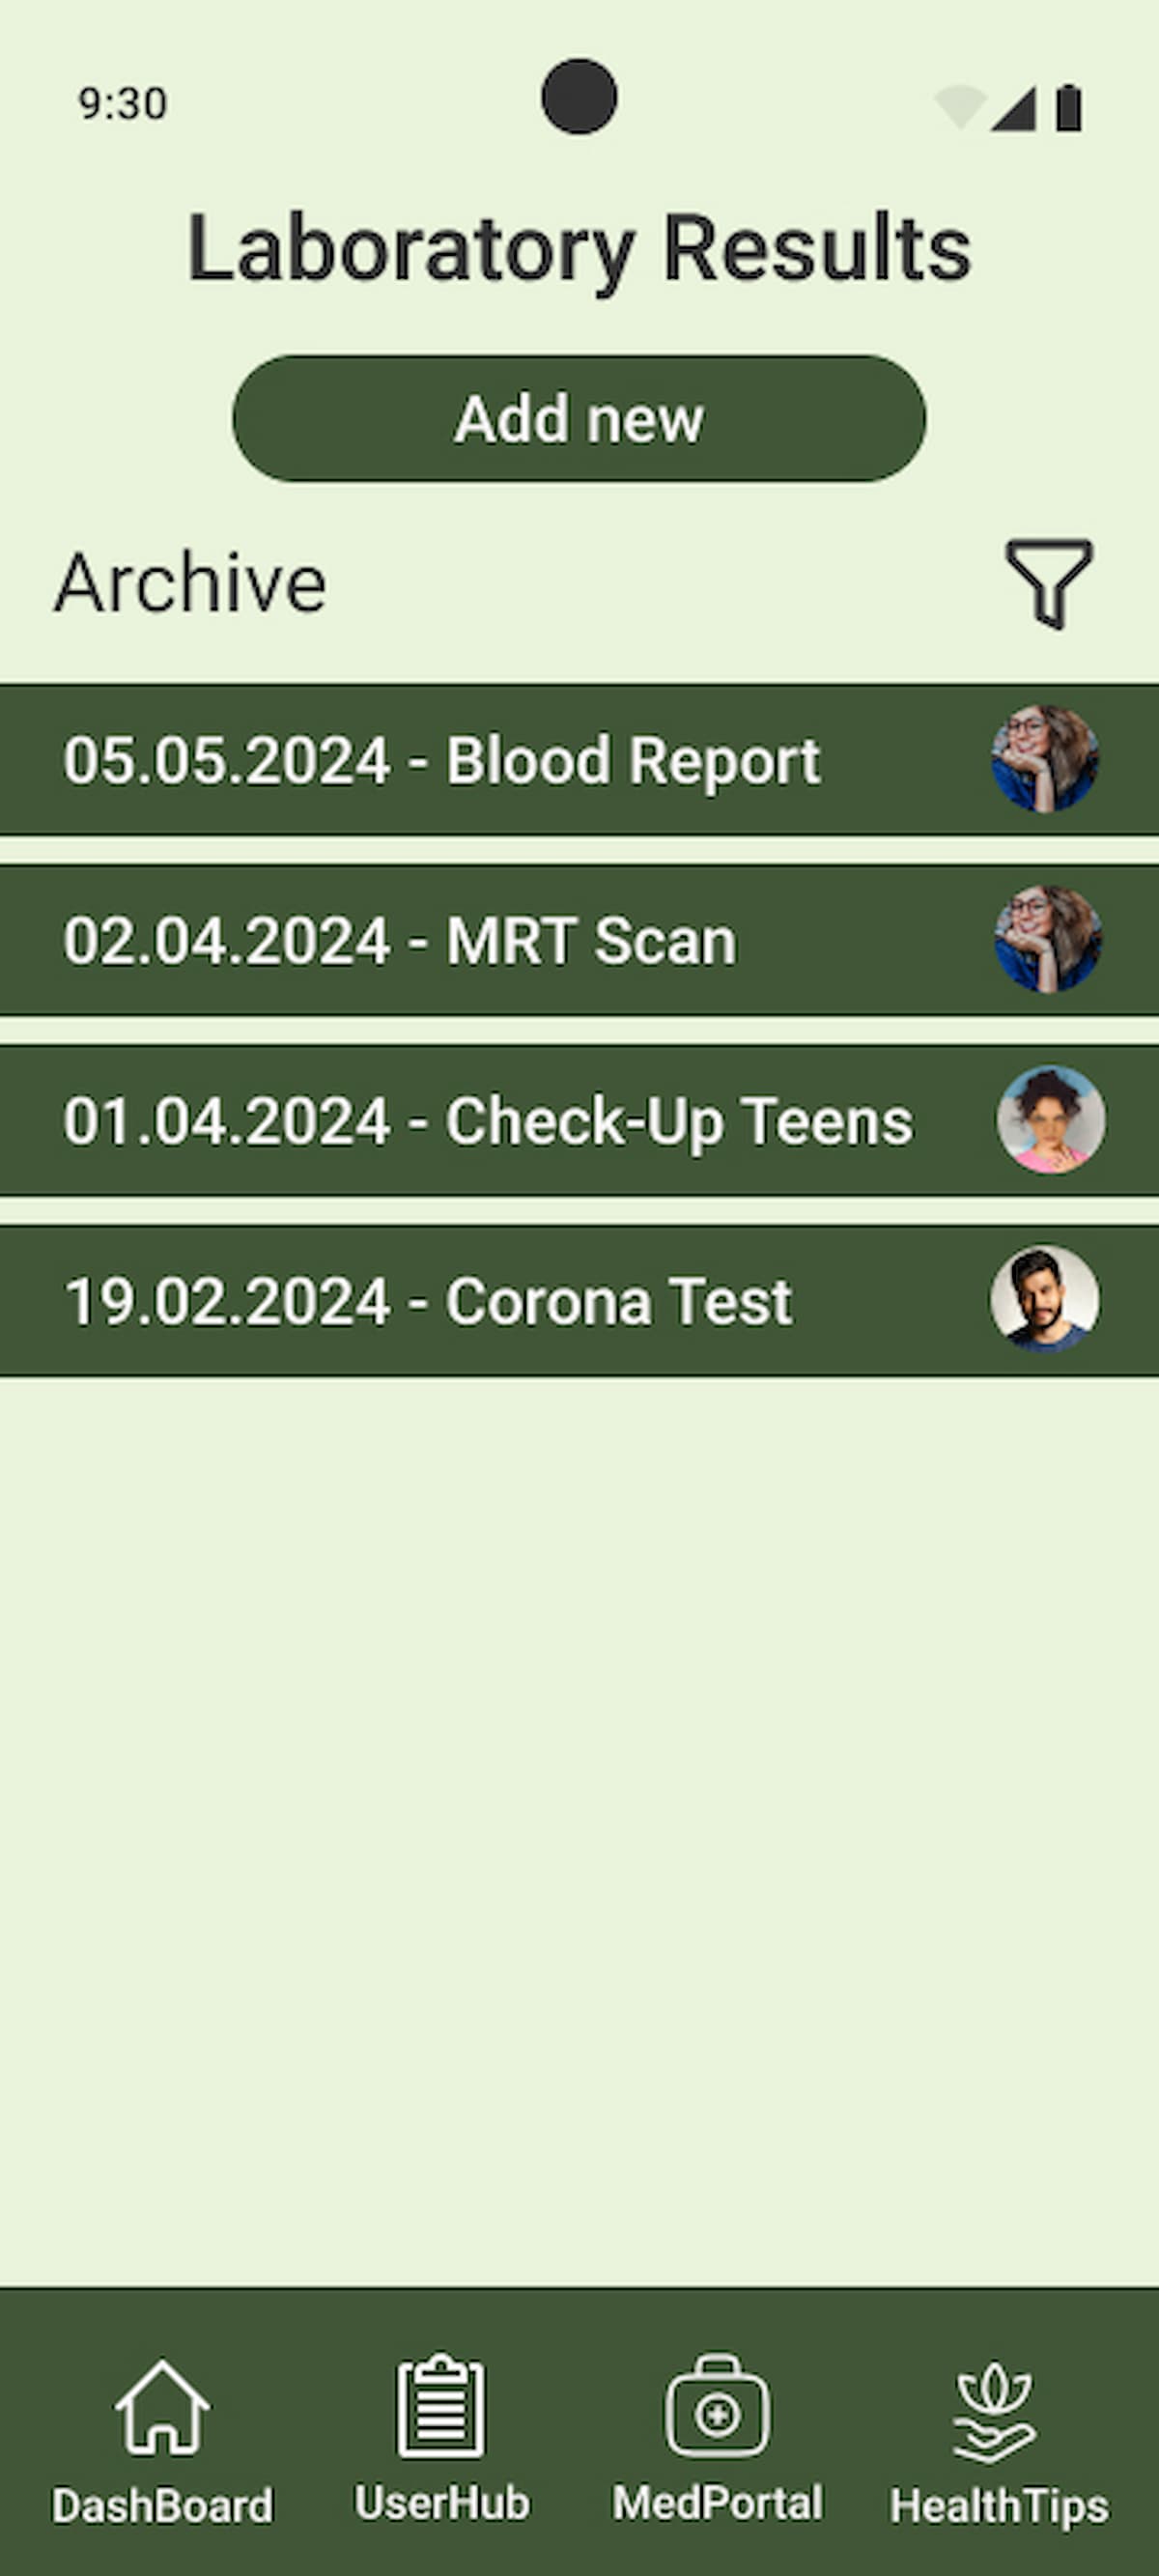 9:30
Laboratory Results
Add new
Archive
05.05.2024 - Blood Report
02.04.2024 - MRT Scan
01.04.2024 - Check-Up Teens
19.02.2024 - Corona Test
DashBoard UserHub MedPortal HealthTips